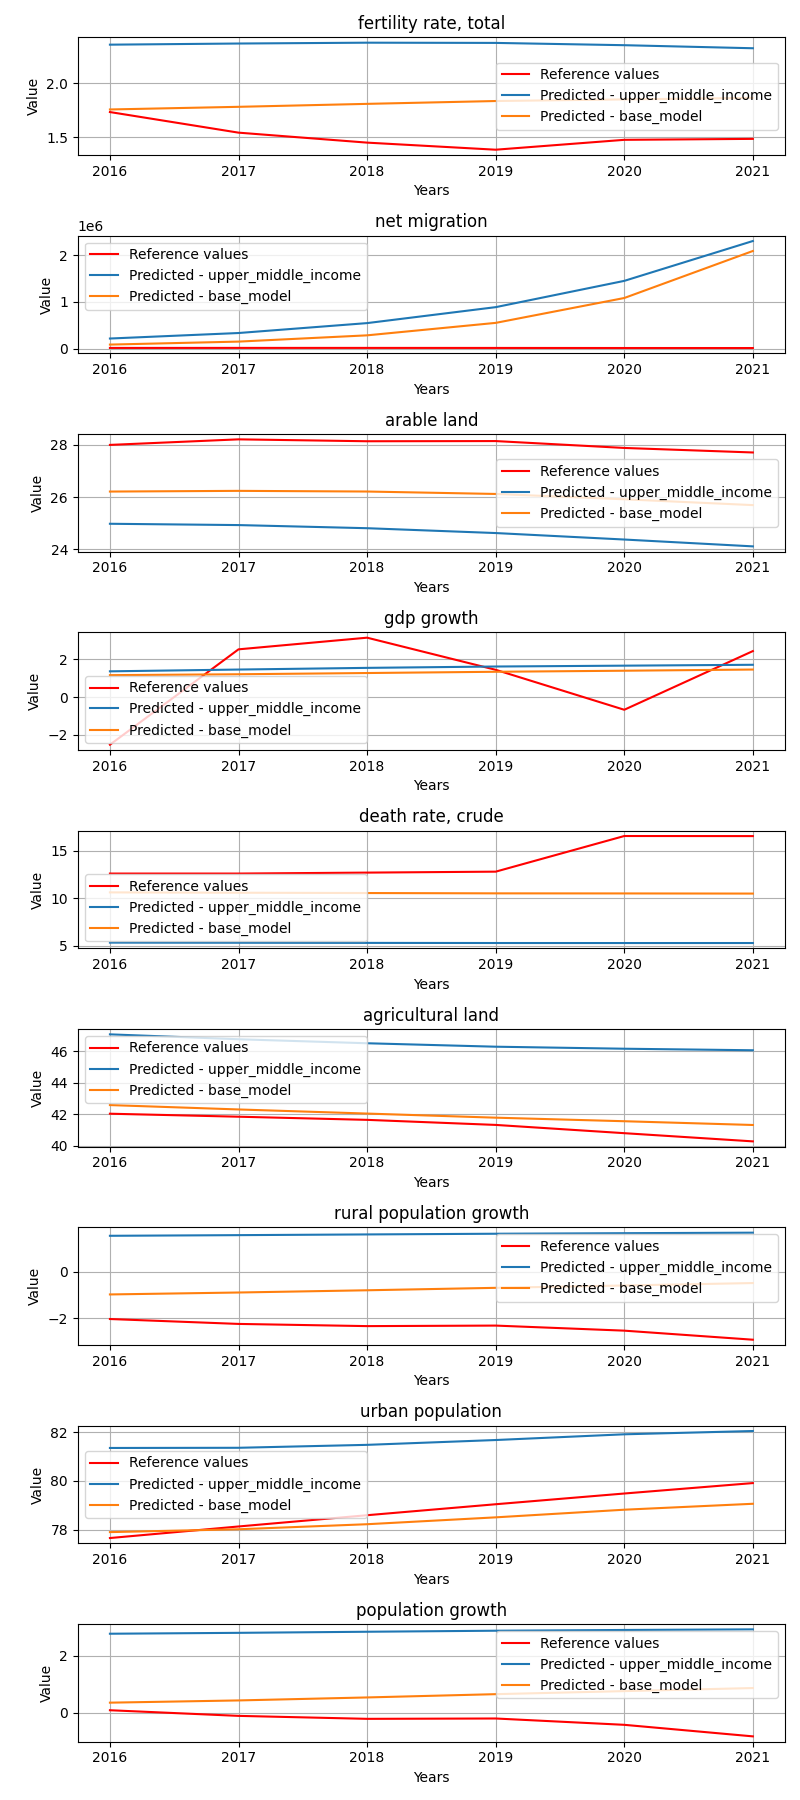 fertility rate, total
2.0
1.5
Value
Reference values
Predicted - upper_middle_income
Predicted - base_model
2016 2017 2018 2019 2020 2021
Years
net migration
1e6
2
1
0
Value
Reference values
Predicted - upper_middle_income
Predicted - base_model
2016 2017 2018 2019 2020 2021
Years
arable land
28
26
24
Value
Reference values
Predicted - upper_middle_income
Predicted - base_model
2016 2017 2018 2019 2020 2021
Years
gdp growth
2
0
−2
Value
Reference values
Predicted - upper_middle_income
Predicted - base_model
2016 2017 2018 2019 2020 2021
Years
death rate, crude
15
10
5
Value
Reference values
Predicted - upper_middle_income
Predicted - base_model
2016 2017 2018 2019 2020 2021
Years
agricultural land
46
44
42
40
Value
Reference values
Predicted - upper_middle_income
Predicted - base_model
2016 2017 2018 2019 2020 2021
Years
rural population growth
0
−2
Value
Reference values
Predicted - upper_middle_income
Predicted - base_model
2016 2017 2018 2019 2020 2021
Years
urban population
82
80
78
Value
Reference values
Predicted - upper_middle_income
Predicted - base_model
2016 2017 2018 2019 2020 2021
Years
population growth
2
0
Value
Reference values
Predicted - upper_middle_income
Predicted - base_model
2016 2017 2018 2019 2020 2021
Years